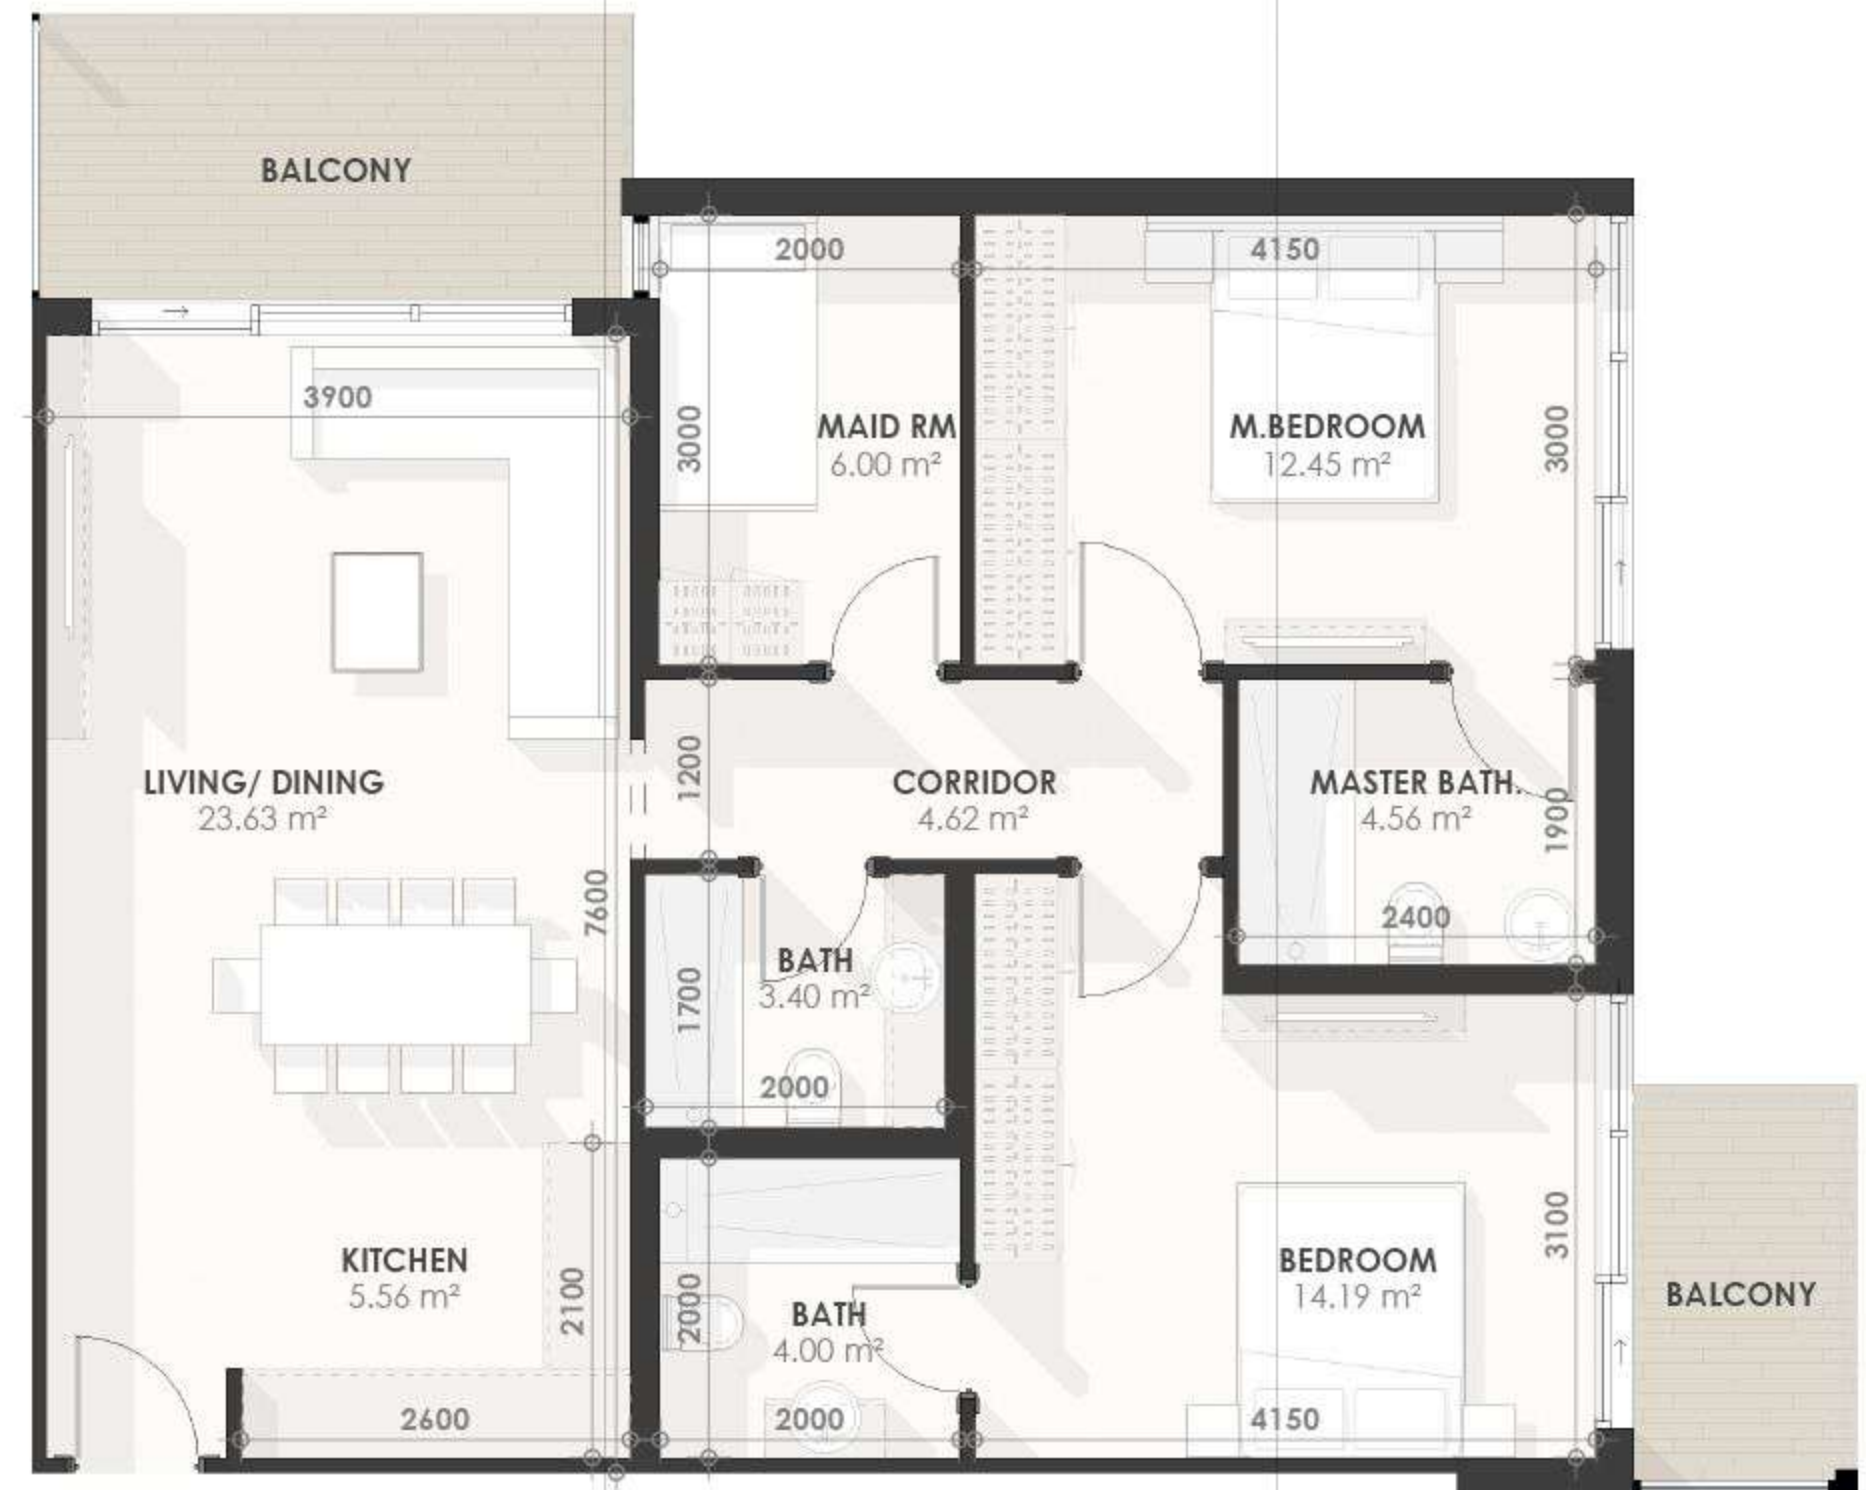 BALCONY
2000
4150
3900
3000
MAID RM
6.00 m²
M.BEDROOM
12.45 m²
3000
LIVING/ DINING
23.63 m²
1200
CORRIDOR
4.62 m²
MASTER BATH.
4.56 m²
1900
7600
2400
1700
BATH
3.40 m²
2000
KITCHEN
5.56 m²
2100
2000
BATH
4.00 m²
BEDROOM
14.19 m²
3100
BALCONY
2600
2000
4150